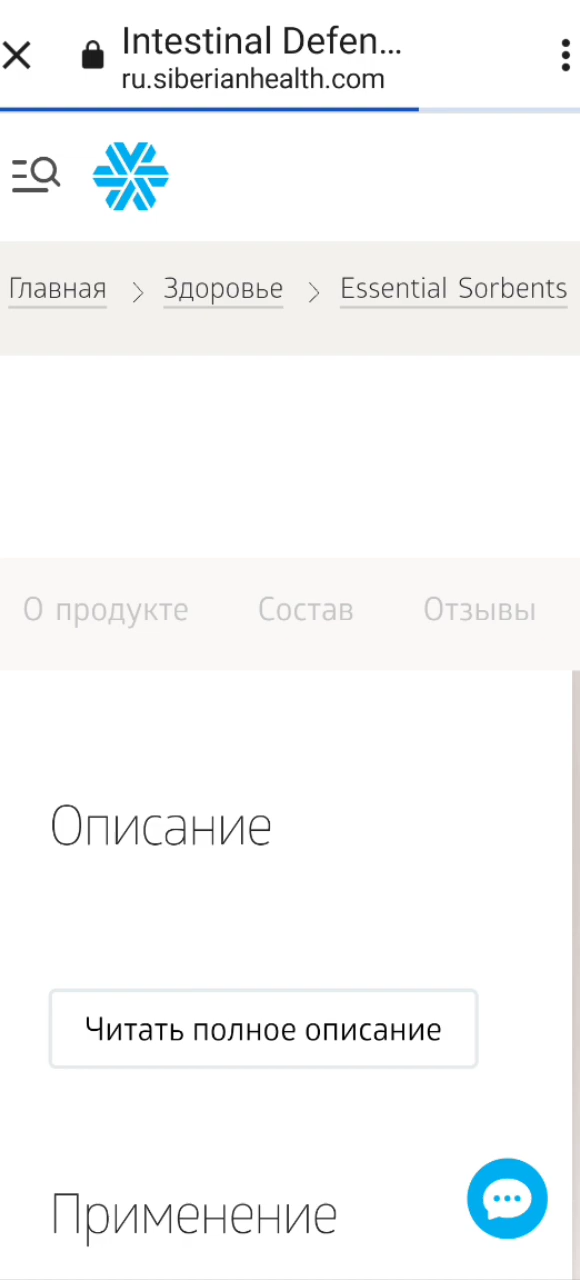 Intestinal Defen...
ru.siberianhealth.com
Главная > Здоровье > Essential Sorbents
О продукте Состав Отзывы
Описание
Читать полное описание
Применение